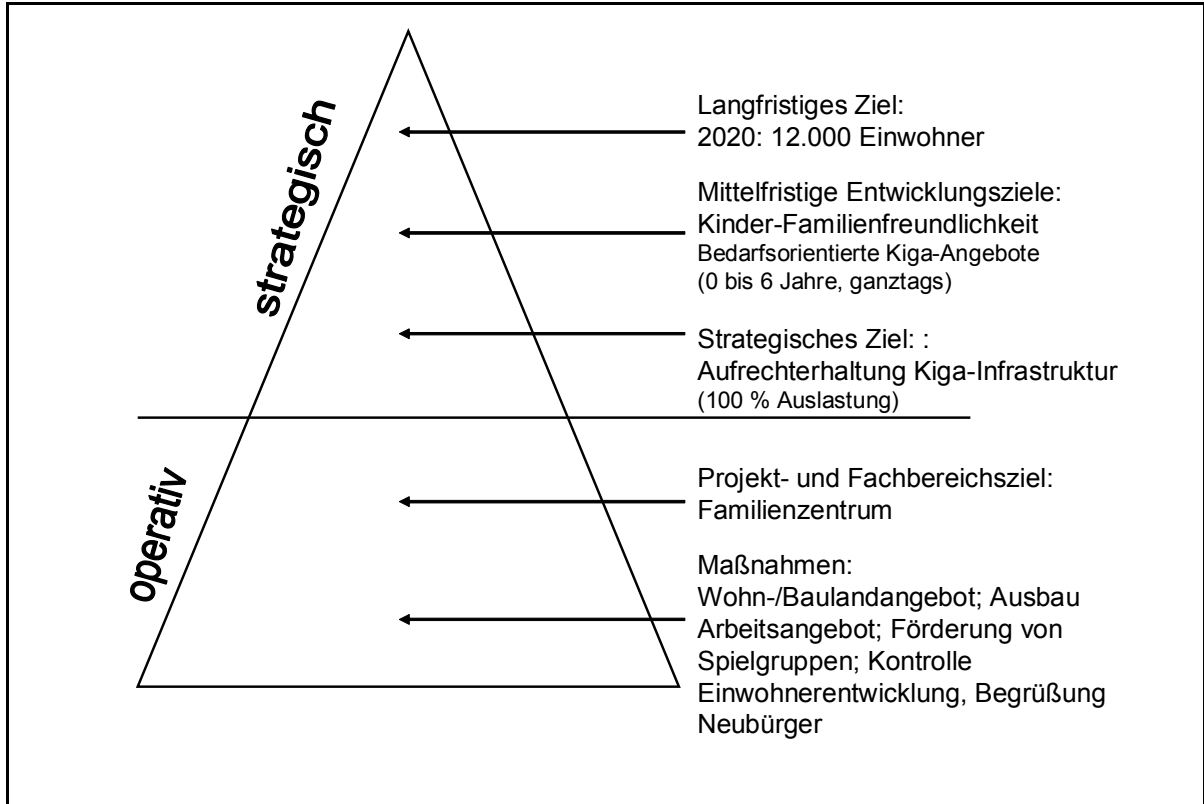 strategisch
Langfristiges Ziel:
2020: 12.000 Einwohner
Mittelfristige Entwicklungsziele:
Kinder-Familienfreundlichkeit
Bedarfsorientierte Kiga-Angebote
(0 bis 6 Jahre, ganztags)
Strategisches Ziel: :
Aufrechterhaltung Kiga-Infrastruktur
(100 % Auslastung)
operativ
Projekt- und Fachbereichsziel:
Familienzentrum
Maßnahmen:
Wohn-/Baulandangebot; Ausbau
Arbeitsangebot; Förderung von
Spielgruppen; Kontrolle
Einwohnerentwicklung, Begrüßung
Neubürger